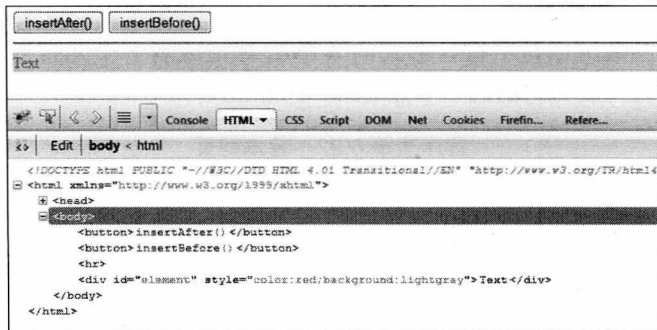 insertAfter() insertBefore()
Text
Console HTML CSS Script DOM Net Cookies Firefin... Refere...
Edit body < html
<!DOCTYPE html PUBLIC "-//W3C//DTD HTML 4.01 Transitional//EN" "http://www.w3.org/TR/html4
<html xmlns="http://www.w3.org/1999/xhtml">
<head>
<body>
<button>insertAfter()</button>
<button>insertBefore()</button>
<hr>
<div id="element" style="color:red;background:lightgray">Text</div>
</body>
</html>